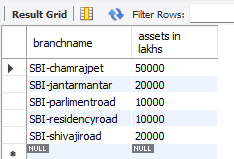 Result Grid Filter Rows:
branchname assets in lakhs
SBI-chamrajpet 50000
SBI-jantarmantar 20000
SBI-parlimentroad 10000
SBI-residencyroad 10000
SBI-shivajiroad 20000
NULL NULL